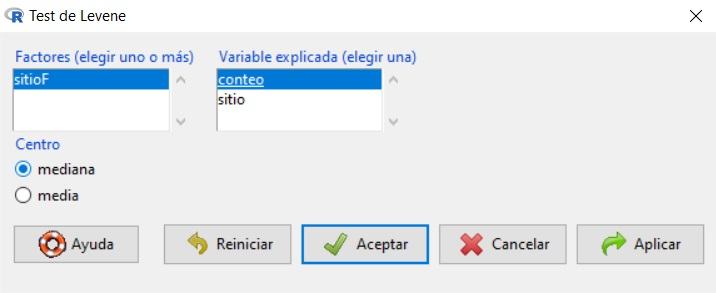 Test de Levene
Factores (elegir uno o más) Variable explicada (elegir una)
sitioF conteo
sitio
Centro
mediana
media
Ayuda Reiniciar Aceptar Cancelar Aplicar